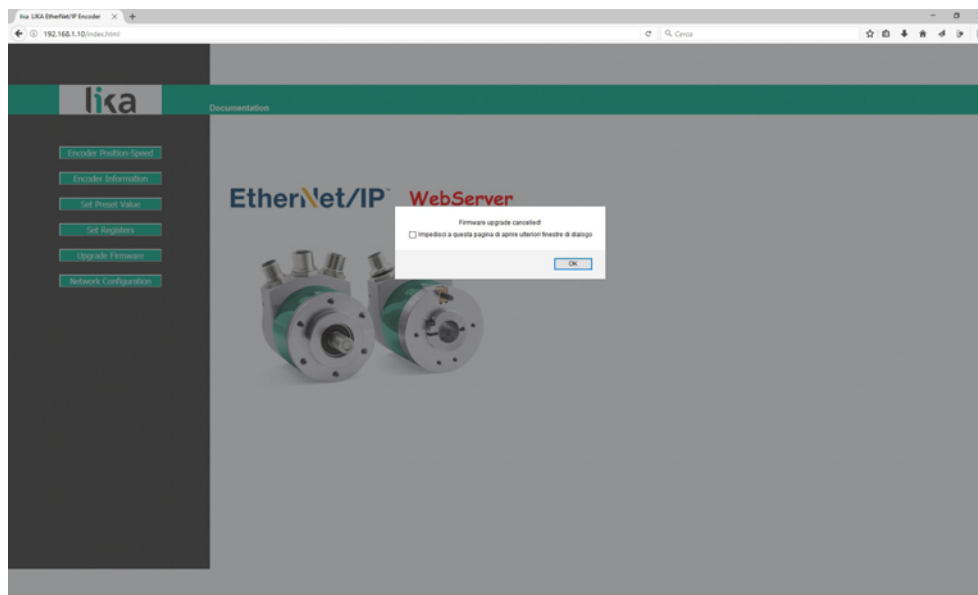 lika LIKA EtherNet/IP Encoder
192.168.1.10/index.html
Cerca
lika
Documentation
Encoder Position-Speed
Encoder Information
Set Preset Value
Set Registers
Upgrade Firmware
Network Configuration
EtherNet/IP™ WebServer
Firmware upgrade cancelled!
Impedisci a questa pagina di aprire ulteriori finestre di dialogo
OK